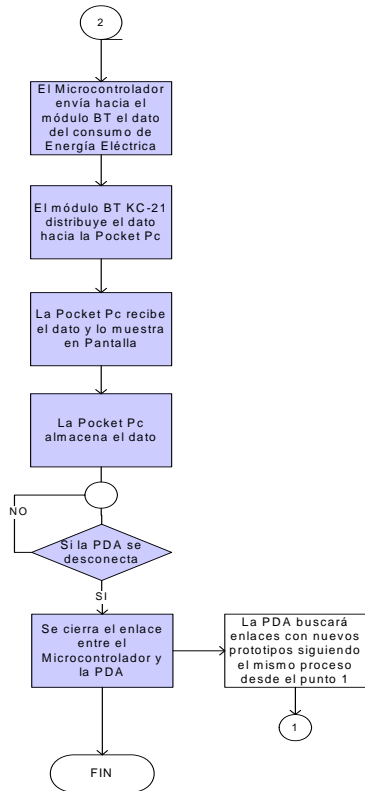 2
El Microcontrolador
envía hacia el
módulo BT el dato
del consumo de
Energía Eléctrica
El módulo BT KC-21
distribuye el dato
hacia la Pocket Pc
La Pocket Pc recibe
el dato y lo muestra
en Pantalla
La Pocket Pc
almacena el dato
NO
Si la PDA se
desconecta
SI
Se cierra el enlace
entre el
Microcontrolador y
la PDA
La PDA buscará
enlaces con nuevos
prototipos siguiendo
el mismo proceso
desde el punto 1
1
FIN